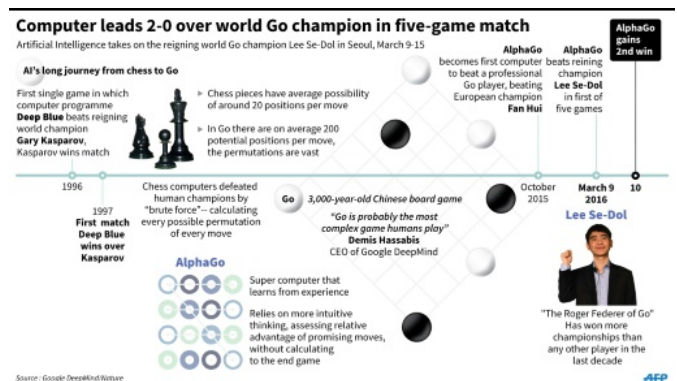 Computer leads 2-0 over world Go champion in five-game match
Artificial Intelligence takes on the reigning world Go champion Lee Se-Dol in Seoul, March 9-15
AI's long journey from chess to Go
First single game in which
computer programme
Deep Blue beats reigning
world champion
Gary Kasparov,
Kasparov wins match
Chess pieces have average possibility
of around 20 positions per move
In Go there are on average 200
potential positions per move,
the permutations are vast
AlphaGo
becomes first computer
to beat a professional
Go player, beating
European champion
Fan Hui
AlphaGo
beats reining
champion
Lee Se-Dol
in first of
five games
AlphaGo
gains
2nd win
1996
1997
First match
Deep Blue
wins over
Kasparov
Chess computers defeated
human champions by
"brute force"-- calculating
every possible permutation
of every move
Go
3,000-year-old Chinese board game
"Go is probably the most
complex game humans play"
Demis Hassabis
CEO of Google DeepMind
October
2015
March 9
2016
10
Lee Se-Dol
AlphaGo
Super computer that
learns from experience
Relies on more intuitive
thinking, assessing relative
advantage of promising moves,
without calculating
to the end game
"The Roger Federer of Go"
Has won more
championships than
any other player in the
last decade
Source : Google DeepMind/Nature
AFP